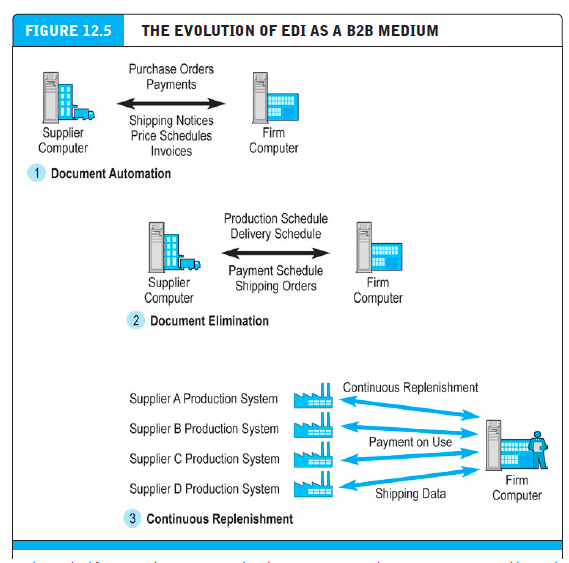 FIGURE 12.5
THE EVOLUTION OF EDI AS A B2B MEDIUM
Purchase Orders
Payments
Shipping Notices
Price Schedules
Invoices
Supplier
Computer
Firm
Computer
1 Document Automation
Production Schedule
Delivery Schedule
Payment Schedule
Shipping Orders
Supplier
Computer
Firm
Computer
2 Document Elimination
Supplier A Production System
Supplier B Production System
Supplier C Production System
Supplier D Production System
Continuous Replenishment
Payment on Use
Shipping Data
Firm
Computer
3 Continuous Replenishment